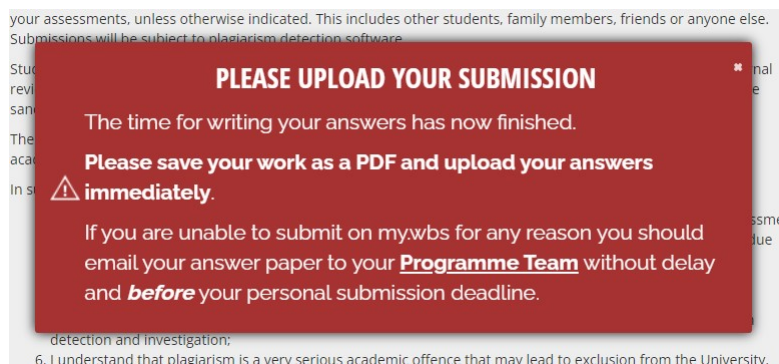 your assessments, unless otherwise indicated. This includes other students, family members, friends or anyone else.
Submissions will be subject to plagiarism detection software.
PLEASE UPLOAD YOUR SUBMISSION
The time for writing your answers has now finished.
Please save your work as a PDF and upload your answers
immediately.
If you are unable to submit on my.wbs for any reason you should
email your answer paper to your Programme Team without delay
and before your personal submission deadline.
In
detection and investigation;
6. I understand that plagiarism is a very serious academic offence that may lead to exclusion from the University.